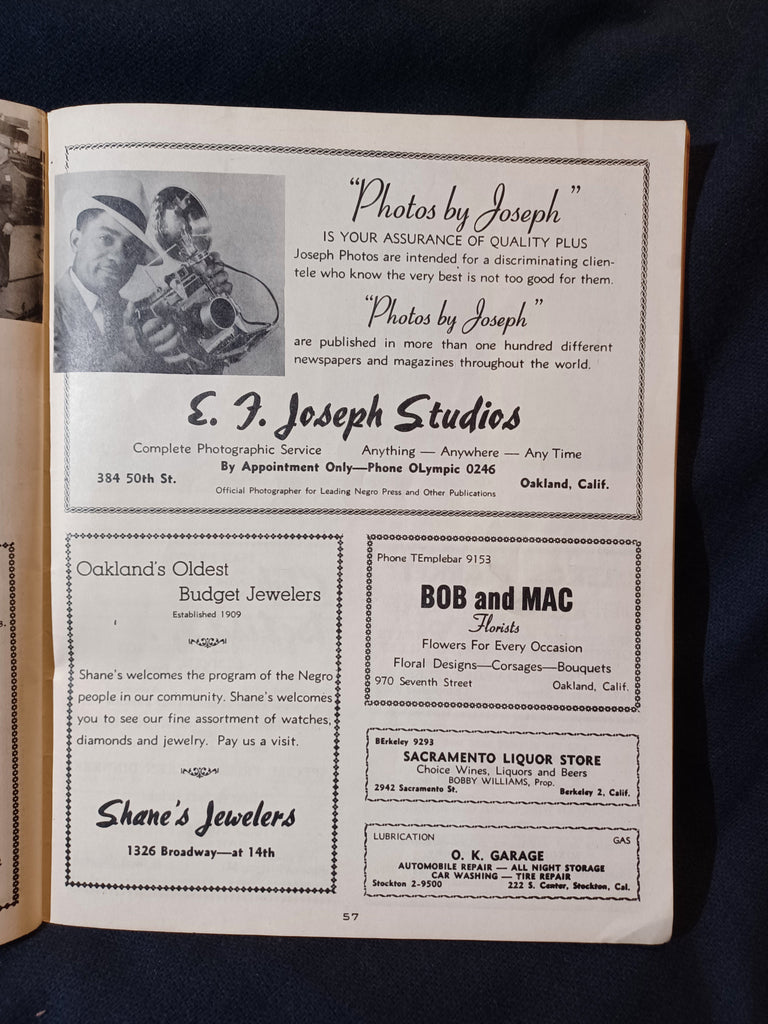 "Photos by Joseph"
IS YOUR ASSURANCE OF QUALITY PLUS
Joseph Photos are intended for a discriminating clien-
tele who know the very best is not too good for them.
"Photos by Joseph"
are published in more than one hundred different
newspapers and magazines throughout the world.
E. F. Joseph Studios
Complete Photographic Service Anything — Anywhere — Any Time
By Appointment Only—Phone OLympic 0246
384 50th St. Oakland, Calif.
Official Photographer for Leading Negro Press and Other Publications
Oakland's Oldest
Budget Jewelers
Established 1909
Shane's welcomes the program of the Negro
people in our community. Shane's welcomes
you to see our fine assortment of watches,
diamonds and jewelry. Pay us a visit.
Shane's Jewelers
1326 Broadway—at 14th
Phone TEmplebar 9153
BOB and MAC
Florists
Flowers For Every Occasion
Floral Designs—Corsages—Bouquets
970 Seventh Street Oakland, Calif.
BErkeley 9293
SACRAMENTO LIQUOR STORE
Choice Wines, Liquors and Beers
BOBBY WILLIAMS, Prop.
2942 Sacramento St. Berkeley 2, Calif.
LUBRICATION GAS
O. K. GARAGE
AUTOMOBILE REPAIR — ALL NIGHT STORAGE
CAR WASHING — TIRE REPAIR
Stockton 2-9500 222 S. Center, Stockton, Cal.
57